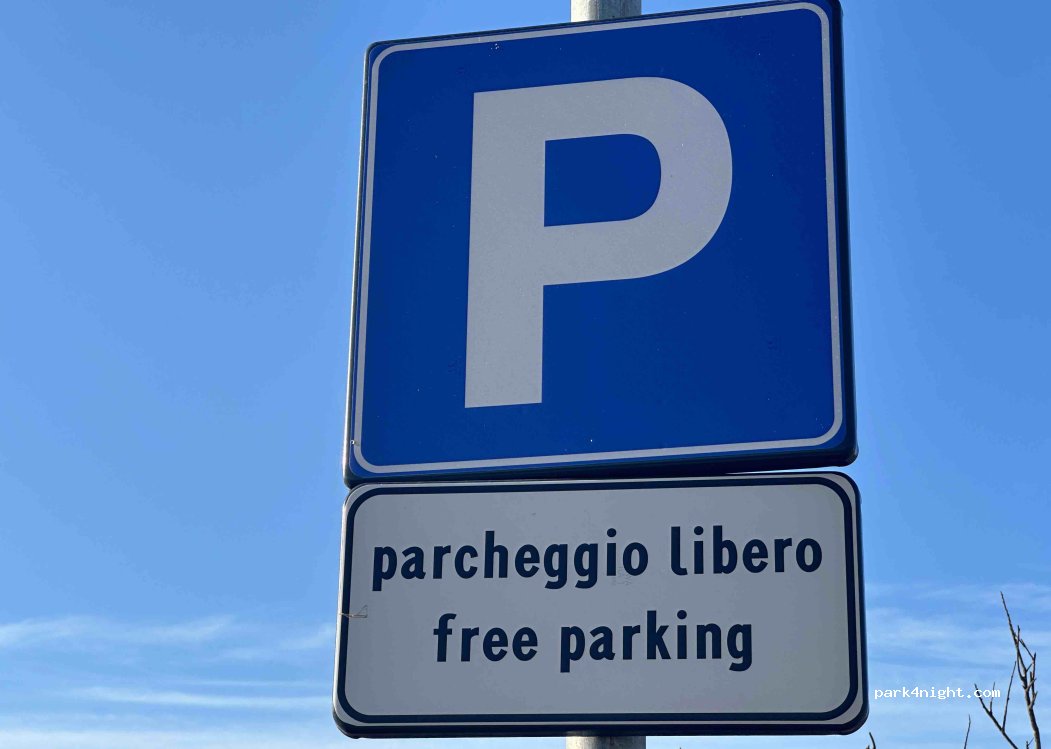 P
parcheggio libero
free parking
park4night.com